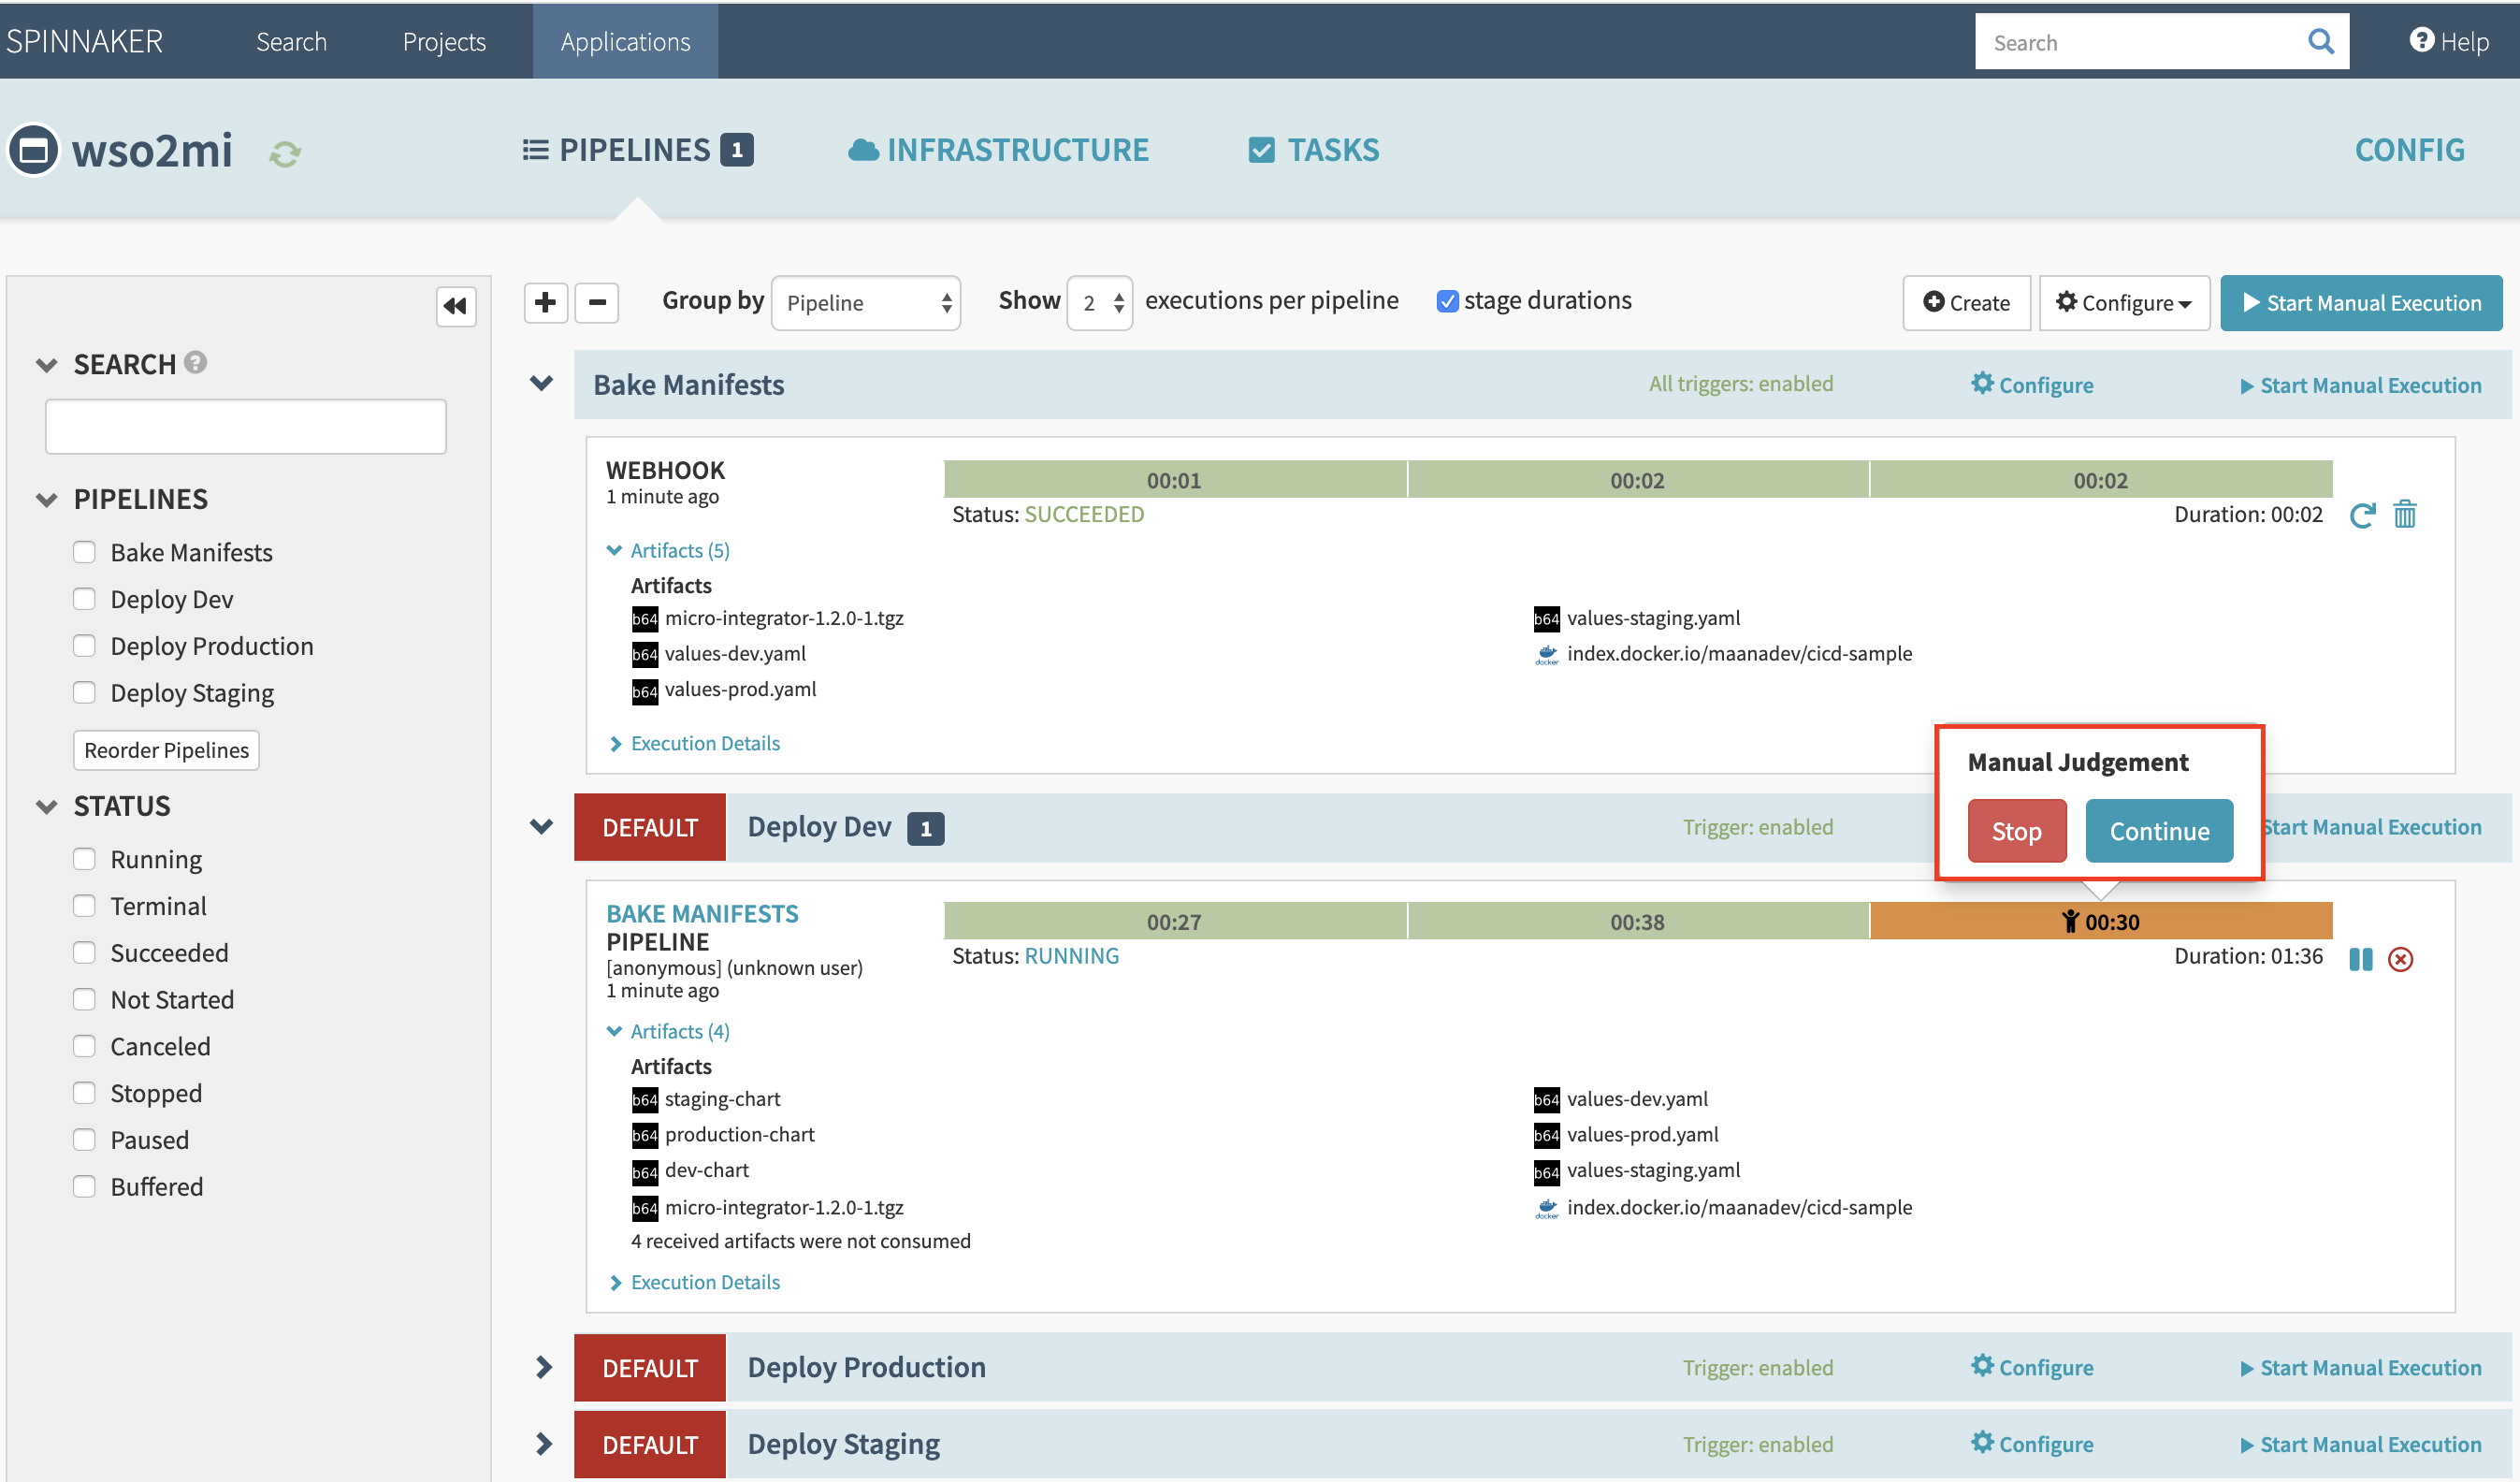 SPINNAKER Search Projects Applications Search Help
wso2mi PIPELINES 1 INFRASTRUCTURE TASKS CONFIG
Group by Pipeline Show 2 executions per pipeline stage durations Create Configure Start Manual Execution
SEARCH
PIPELINES
Bake Manifests
Deploy Dev
Deploy Production
Deploy Staging
Reorder Pipelines
STATUS
Running
Terminal
Succeeded
Not Started
Canceled
Stopped
Paused
Buffered
Bake Manifests All triggers: enabled Configure Start Manual Execution
WEBHOOK 00:01 00:02 00:02
1 minute ago
Status: SUCCEEDED Duration: 00:02
Artifacts (5)
Artifacts
b64 micro-integrator-1.2.0-1.tgz b64 values-staging.yaml
b64 values-dev.yaml docker index.docker.io/maanadev/cicd-sample
b64 values-prod.yaml
Execution Details
Manual Judgement
Stop Continue
DEFAULT Deploy Dev 1 Trigger: enabled Start Manual Execution
BAKE MANIFESTS 00:27 00:38 00:30
PIPELINE
Status: RUNNING Duration: 01:36
[anonymous] (unknown user)
1 minute ago
Artifacts (4)
Artifacts
b64 staging-chart b64 values-dev.yaml
b64 production-chart b64 values-prod.yaml
b64 dev-chart b64 values-staging.yaml
b64 micro-integrator-1.2.0-1.tgz docker index.docker.io/maanadev/cicd-sample
4 received artifacts were not consumed
Execution Details
DEFAULT Deploy Production Trigger: enabled Configure Start Manual Execution
DEFAULT Deploy Staging Trigger: enabled Configure Start Manual Execution